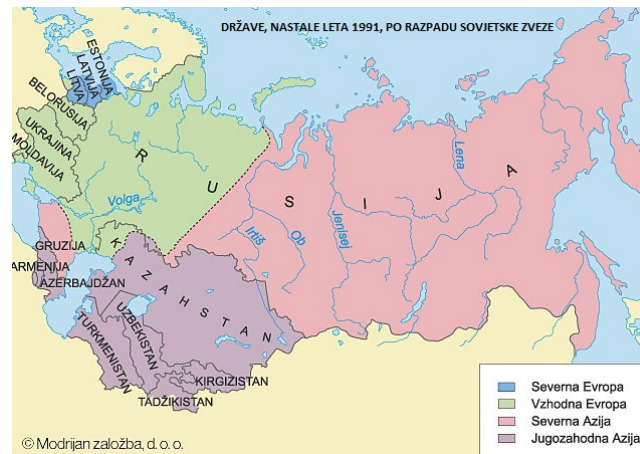 DRŽAVE, NASTALE LETA 1991, PO RAZPADU SOVJETSKE ZVEZE
ESTONIJA
LATVIJA
LITVA
BELORUSIJA
UKRAJINA
MOLDAVIJA
RUSIJA
Volga
Irtiš
Ob
Jenisej
Lena
GRUZIJA
ARMENIJA
AZERBAJDŽAN
KAZAHSTAN
UZBEKISTAN
TURKMENISTAN
KIRGIZISTAN
TADŽIKISTAN
Severna Evropa
Vzhodna Evropa
Severna Azija
Jugozahodna Azija
© Modrijan založba, d. o. o.